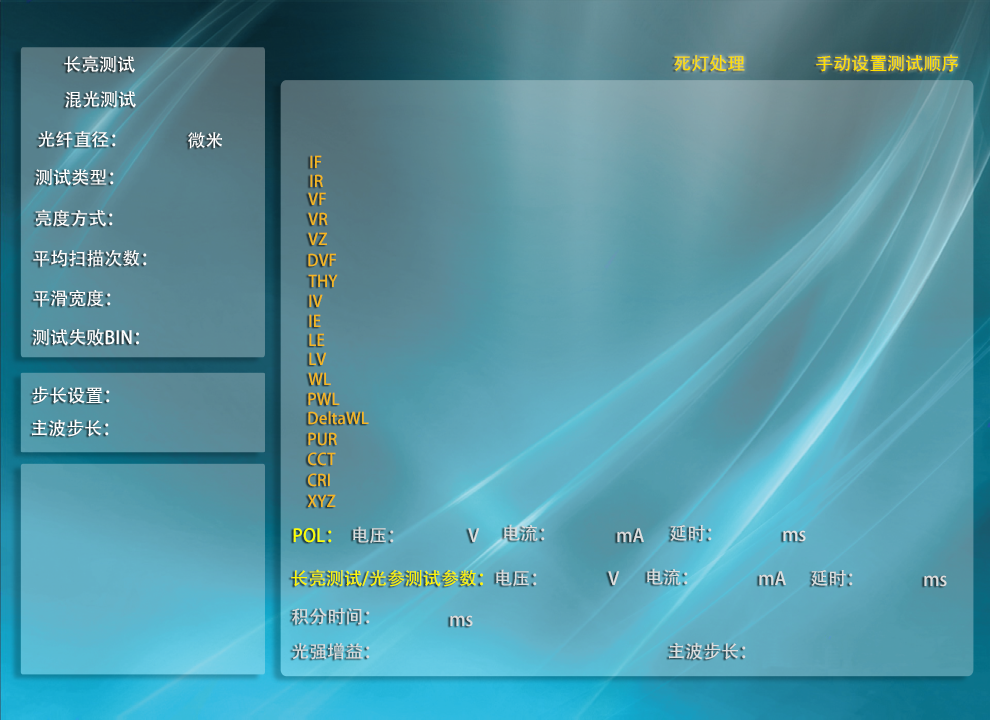 长亮测试
混光测试
光纤直径: 微米
测试类型:
亮度方式:
平均扫描次数:
平滑宽度:
测试失败BIN:
步长设置:
主波步长:
死灯处理 手动设置测试顺序
IF
IR
VF
VR
VZ
DVF
THY
IV
IE
LE
LV
WL
PWL
DeltaWL
PUR
CCT
CRI
XYZ
POL: 电压: V 电流: mA 延时: ms
长亮测试/光参测试参数: 电压: V 电流: mA 延时: ms
积分时间: ms
光强增益: 主波步长: